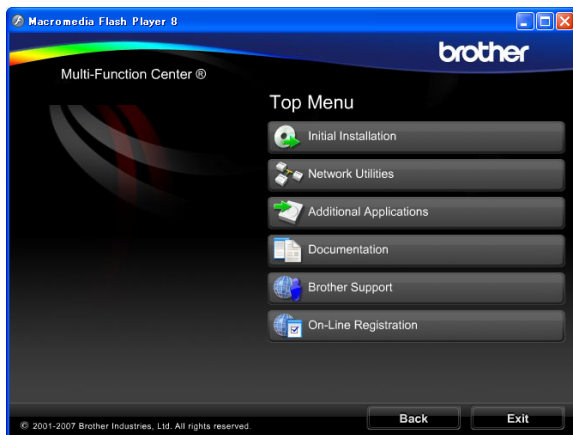 Macromedia Flash Player 8
brother
Multi-Function Center ®
Top Menu
Initial Installation
Network Utilities
Additional Applications
Documentation
Brother Support
On-Line Registration
© 2001-2007 Brother Industries, Ltd. All rights reserved.
Back
Exit